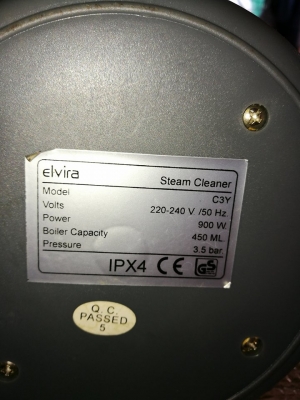 elvira
Steam Cleaner
Model C3Y
Volts 220-240 V /50 Hz
Power 900 W
Boiler Capacity 450 ML
Pressure 3.5 bar
IPX4 CE GS
Q.C.
PASSED
5